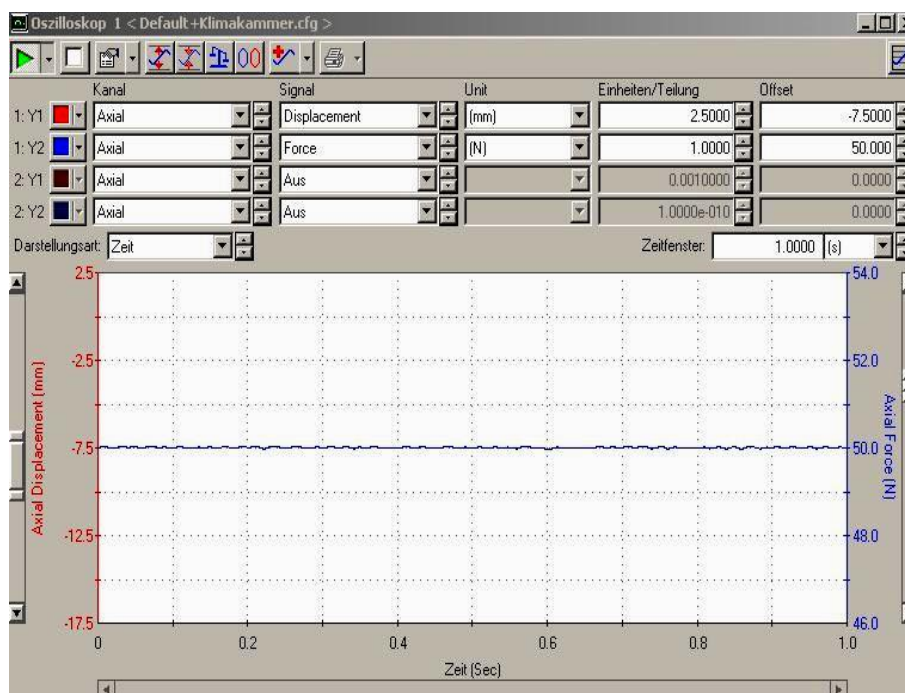 Oszilloskop 1 < Default+Klimakammer.cfg >
Kanal Signal Unit Einheiten/Teilung Offset
1: Y1 Axial Displacement (mm) 2.5000 -7.5000
1: Y2 Axial Force (N) 1.0000 50.000
2: Y1 Axial Aus 0.0010000 0.0000
2: Y2 Axial Aus 1.0000e-010 0.0000
Darstellungsart: Zeit Zeitfenster: 1.0000 (s)
2.5 54.0
-2.5 52.0
-7.5 50.0
-12.5 48.0
-17.5 46.0
Axial Displacement (mm)
Axial Force (N)
0 0.2 0.4 0.6 0.8 1.0
Zeit (Sec)